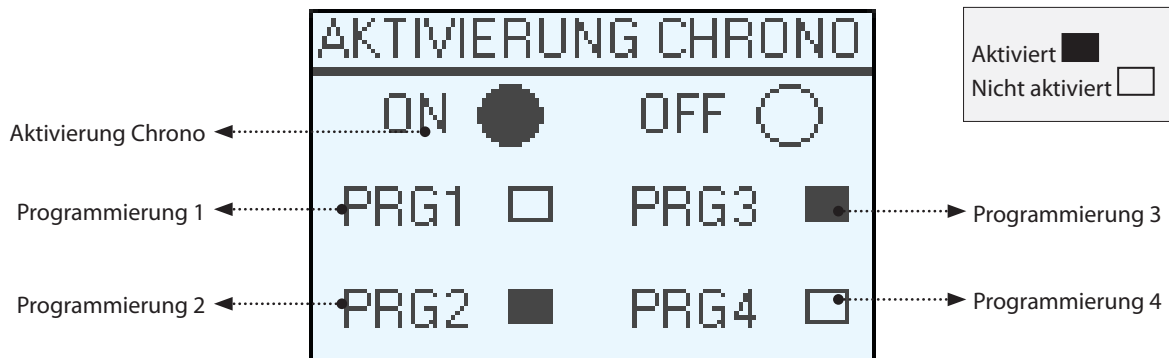 AKTIVIERUNG CHRONO
Aktiviert
Nicht aktiviert
ON OFF
Aktivierung Chrono
PRG1 PRG3
Programmierung 1
Programmierung 3
PRG2 PRG4
Programmierung 2
Programmierung 4